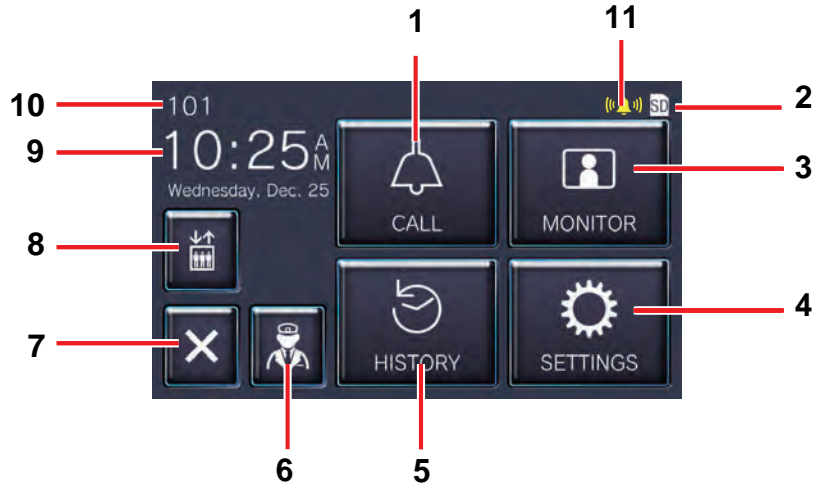 1
11
10
101
SD
2
9
10:25 AM
Wednesday, Dec. 25
CALL
MONITOR
3
8
4
7
HISTORY
SETTINGS
6
5